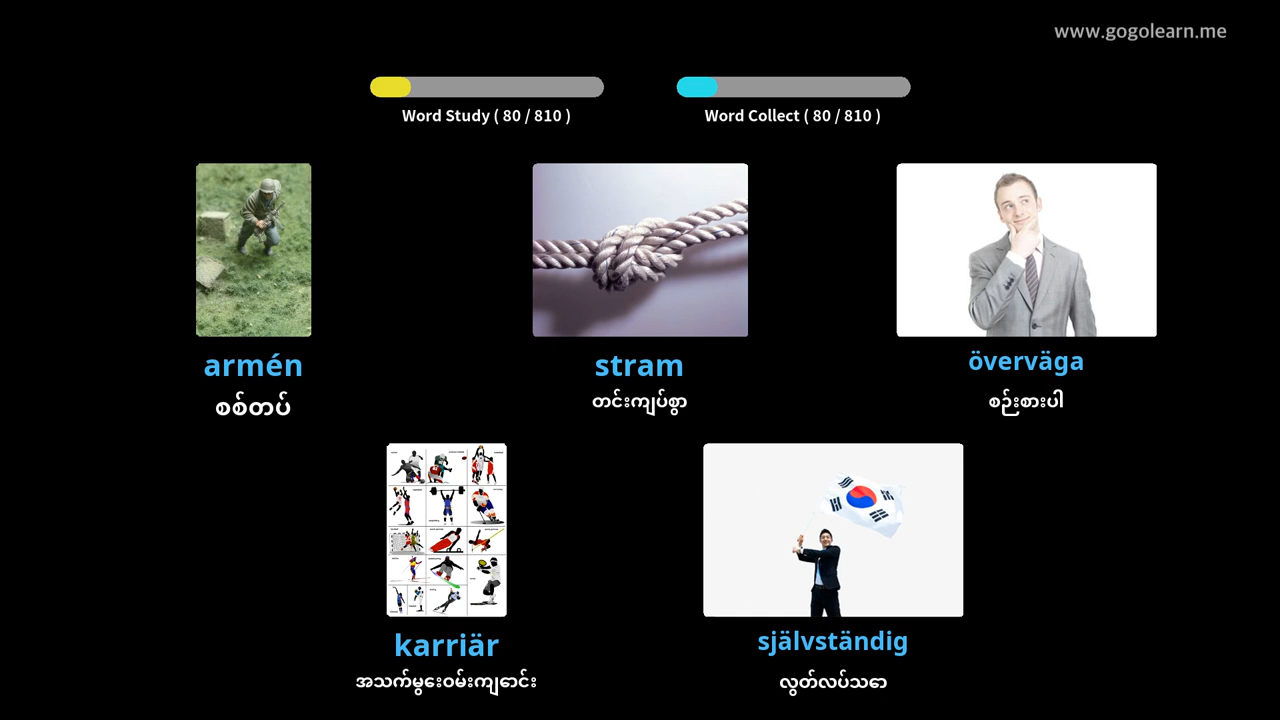 www.gogolearn.me
Word Study ( 80 / 810 )
Word Collect ( 80 / 810 )
armén
စစ်တပ်
stram
တင်းကျပ်စွာ
överväga
စဉ်းစားပါ
karriär
အသက်မွေးဝမ်းကျောင်း
självständig
လွတ်လပ်သော